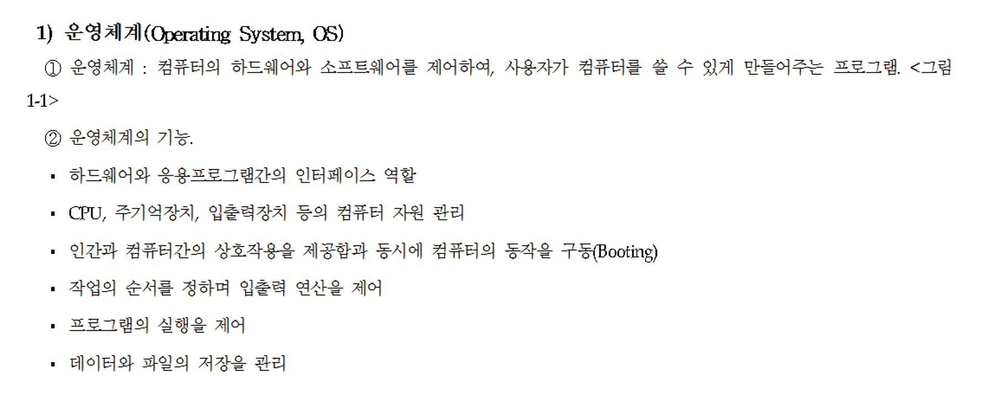 1) 운영체계(Operating System, OS)
① 운영체계 : 컴퓨터의 하드웨어와 소프트웨어를 제어하여, 사용자가 컴퓨터를 쓸 수 있게 만들어주는 프로그램. <그림
1-1>
② 운영체계의 기능.
▪ 하드웨어와 응용프로그램간의 인터페이스 역할
▪ CPU, 주기억장치, 입출력장치 등의 컴퓨터 자원 관리
▪ 인간과 컴퓨터간의 상호작용을 제공함과 동시에 컴퓨터의 동작을 구동(Booting)
▪ 작업의 순서를 정하며 입출력 연산을 제어
▪ 프로그램의 실행을 제어
▪ 데이터와 파일의 저장을 관리